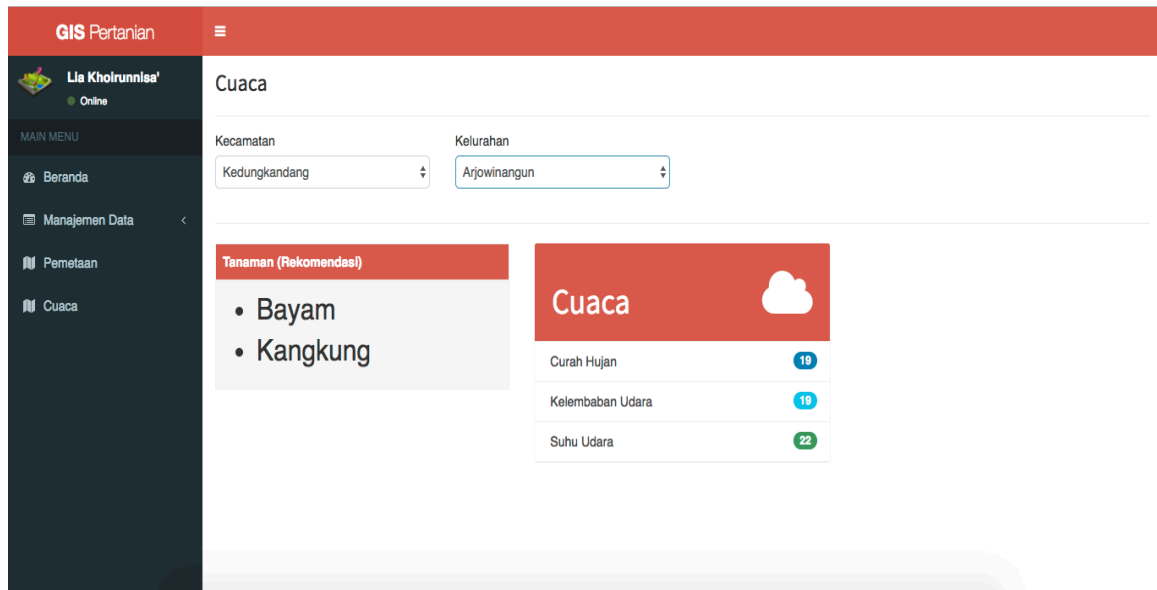 GIS Pertanian
Lia Khoirunnisa'
Online
MAIN MENU
Beranda
Manajemen Data
Pemetaan
Cuaca
Cuaca
Kecamatan
Kelurahan
Kedungkandang
Arjowinangun
Tanaman (Rekomendasi)
• Bayam
• Kangkung
Cuaca
Curah Hujan 19
Kelembaban Udara 19
Suhu Udara 22